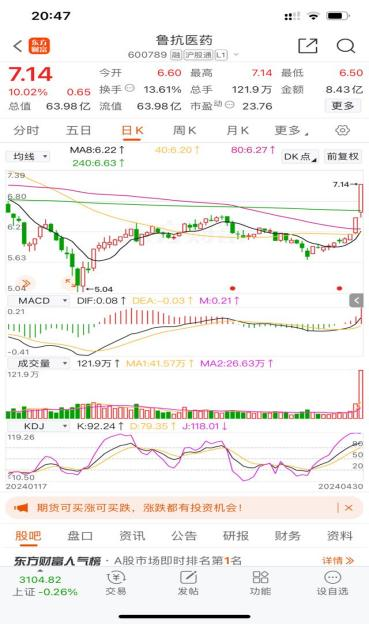 20:47
鲁抗医药
东方财富
600789 融 沪股通 L1
7.14 今开 6.60 最高 7.14 最低 6.50
10.02% 0.65 换手 13.61% 总手 121.9万 金额 8.43亿
总值 63.98亿 流值 63.98亿 市盈动 23.76 更多
分时 五日 日K 周K 月K 更多
均线 MA8:6.22↑ 40:6.20↑ 80:6.27↑ DK点 前复权
240:6.63↑
7.39
7.14
6.80
5.63
5.04
5.04
MACD DIF:0.08↑ DEA:-0.03↑ M:0.21↑
0.21
-0.41
成交量 121.9万↑ MA1:41.57万↑ MA2:26.63万↑
121.9万
KDJ K:92.24↑ D:79.35↑ J:118.01↓
119.26
80
50
20
-10.50
20240117 20240430
期货可买涨可买跌，涨跌都有投资机会！
股吧 盘口 资讯 公告 研报 财务 资料
东方财富人气榜 · A股市场即时排名第1名 详情»
3104.82
上证 -0.26% 交易 发帖 功能 设自选